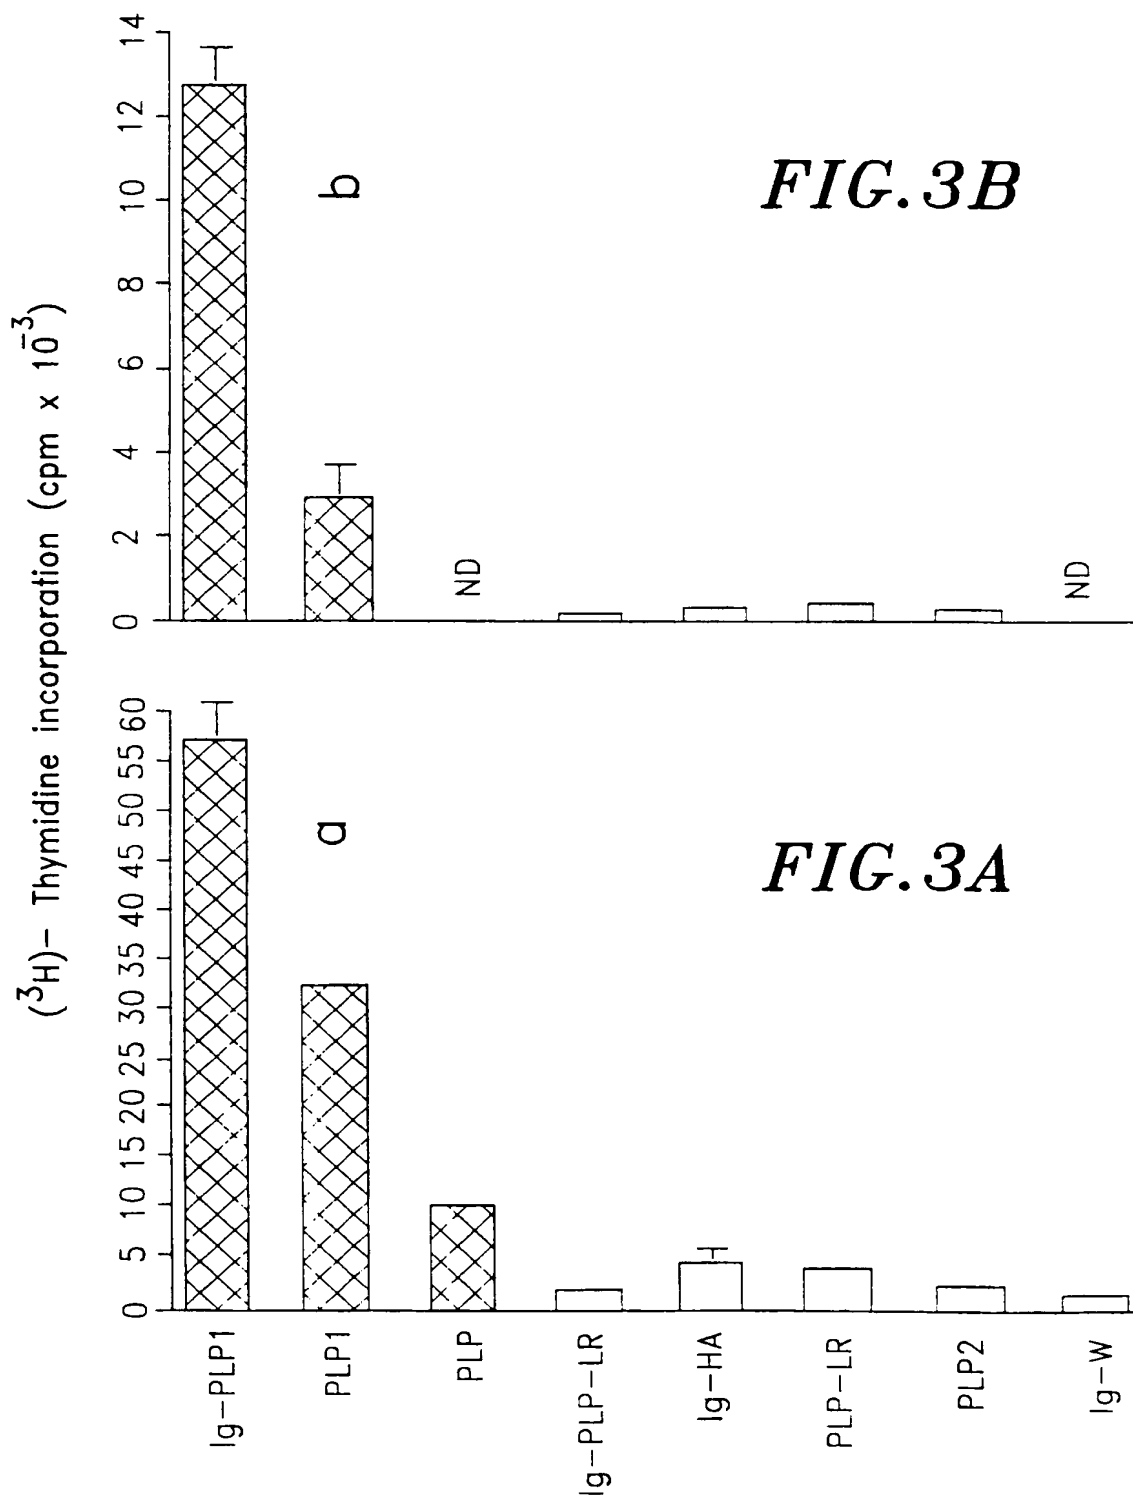 (³H)– Thymidine incorporation (cpm x 10⁻³)
0 2 4 6 8 10 12 14
b
ND
ND
FIG.3B
0 5 10 15 20 25 30 35 40 45 50 55 60
a
FIG.3A
Ig–PLP1
PLP1
PLP
Ig–PLP–LR
Ig–HA
PLP–LR
PLP2
Ig–W